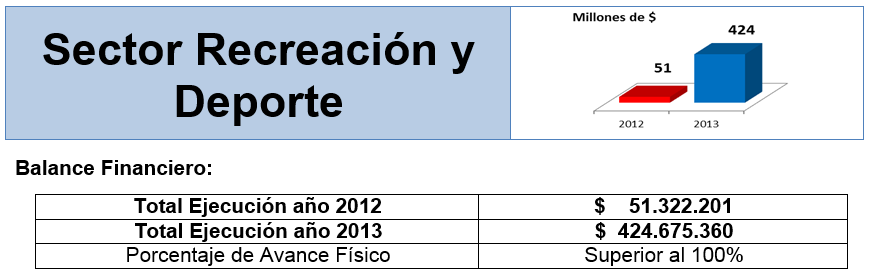 Sector Recreación y
Deporte
Millones de $
424
51
2012
2013
Balance Financiero:
Total Ejecución año 2012 $ 51.322.201
Total Ejecución año 2013 $ 424.675.360
Porcentaje de Avance Físico Superior al 100%